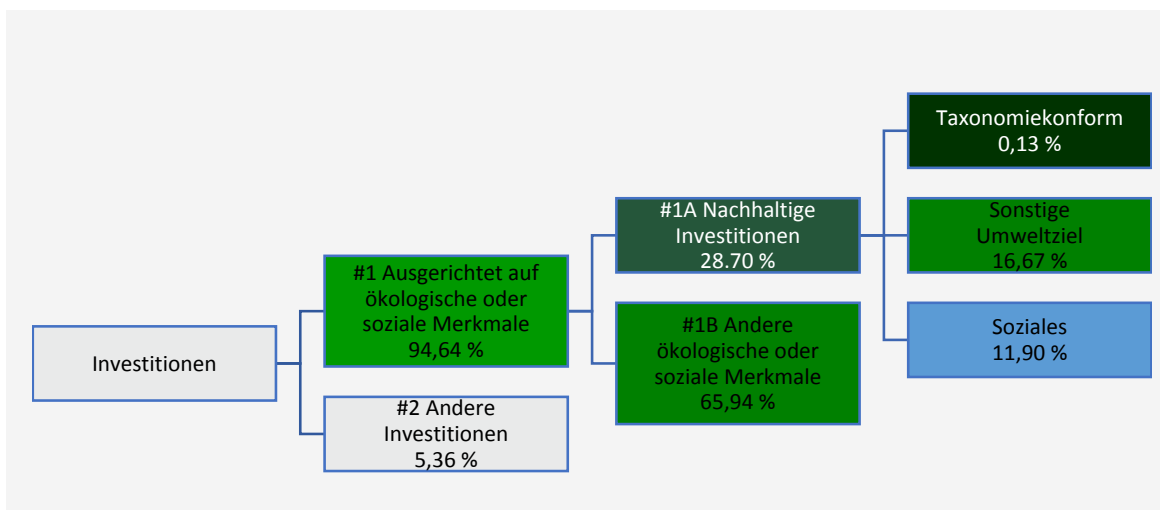 Investitionen
#1 Ausgerichtet auf
ökologische oder
soziale Merkmale
94,64 %
#2 Andere
Investitionen
5,36 %
#1A Nachhaltige
Investitionen
28.70 %
#1B Andere
ökologische oder
soziale Merkmale
65,94 %
Taxonomiekonform
0,13 %
Sonstige
Umweltziel
16,67 %
Soziales
11,90 %